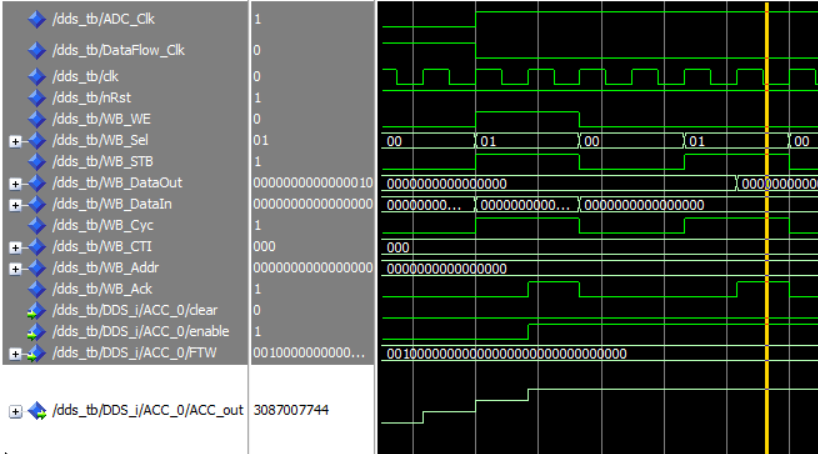 /dds_tb/ADC_Clk 1
/dds_tb/DataFlow_Clk 0
/dds_tb/clk 0
/dds_tb/nRst 1
/dds_tb/WB_WE 0
/dds_tb/WB_Sel 01 00 01 00 01 00
/dds_tb/WB_STB 1
/dds_tb/WB_DataOut 0000000000000010 0000000000000000 0000000000
/dds_tb/WB_DataIn 0000000000000000 00000000... 0000000000... 0000000000000000
/dds_tb/WB_Cyc 1
/dds_tb/WB_CTI 000 000
/dds_tb/WB_Addr 0000000000000000 0000000000000000
/dds_tb/WB_Ack 1
/dds_tb/DDS_i/ACC_0/clear 0
/dds_tb/DDS_i/ACC_0/enable 1
/dds_tb/DDS_i/ACC_0/FTW 0010000000000... 00100000000000000000000000000000
/dds_tb/DDS_i/ACC_0/ACC_out 3087007744